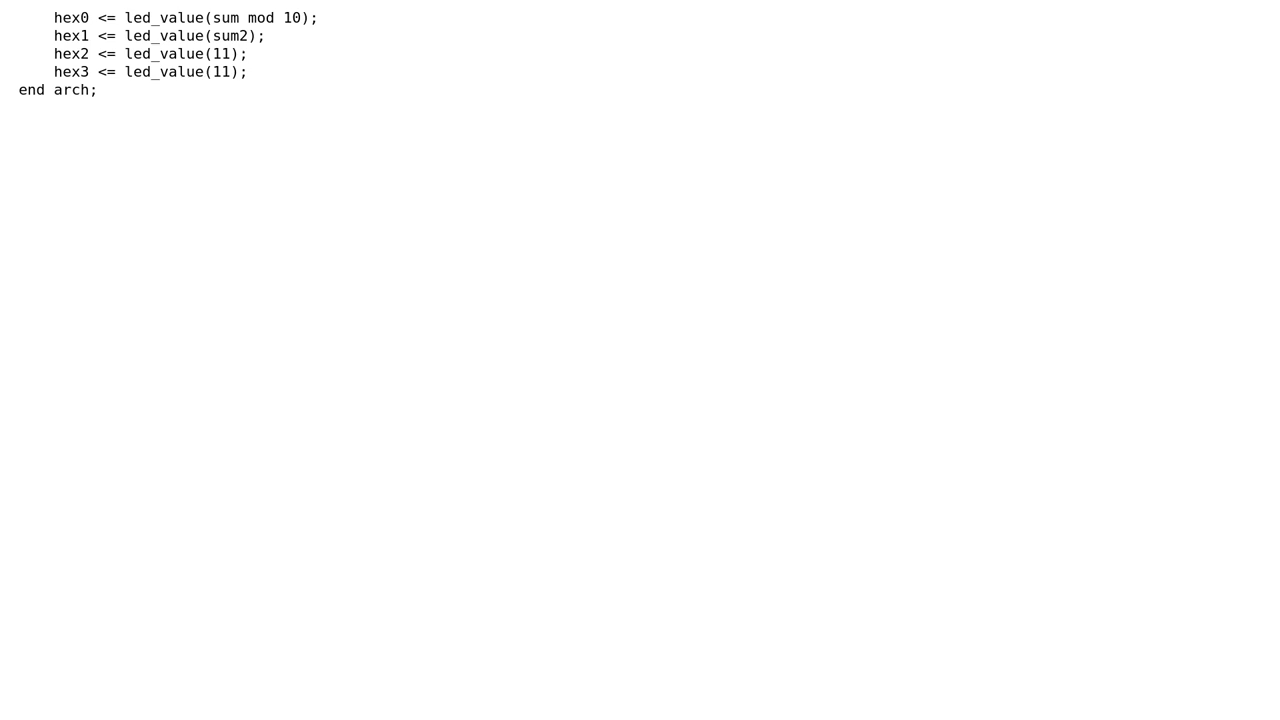 hex0 <= led_value(sum mod 10);
    hex1 <= led_value(sum2);
    hex2 <= led_value(11);
    hex3 <= led_value(11);
end arch;